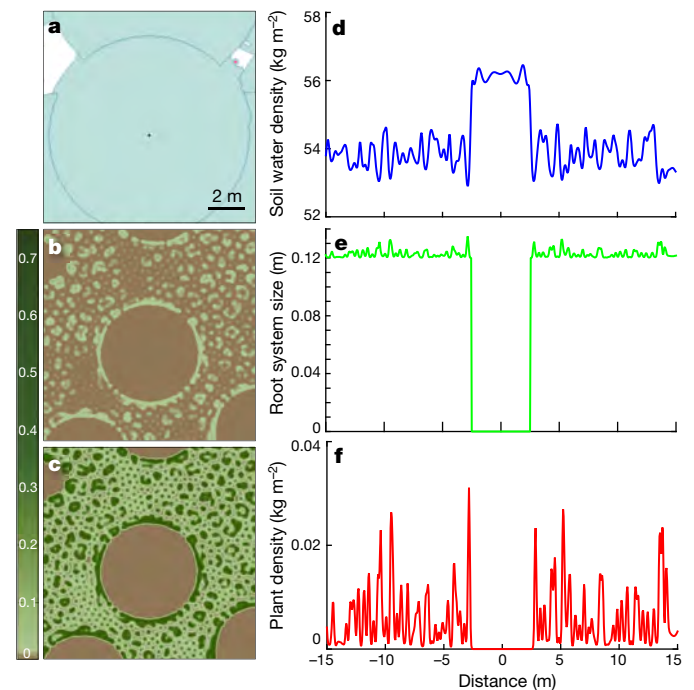 a
2 m
b
c
0.7
0.6
0.5
0.4
0.3
0.2
0.1
0
d
Soil water density (kg m−2)
58
56
54
52
e
Root system size (m)
0.12
0.08
0.04
0
f
Plant density (kg m−2)
0.04
0.02
0
−15
−10
−5
0
5
10
15
Distance (m)